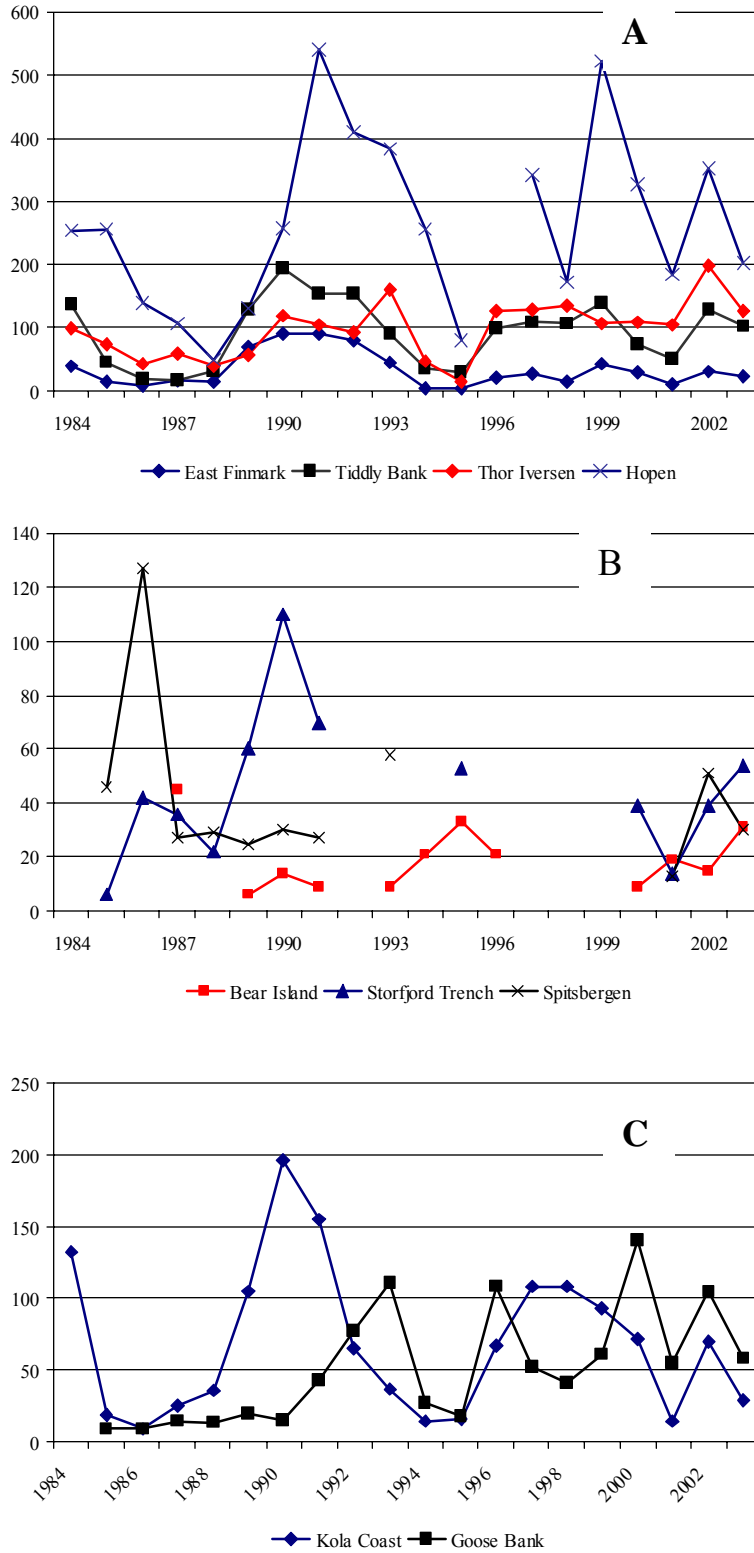 A
600
500
400
300
200
100
0
1984 1987 1990 1993 1996 1999 2002
East Finmark Tiddly Bank Thor Iversen Hopen
B
140
120
100
80
60
40
20
0
1984 1987 1990 1993 1996 1999 2002
Bear Island Storfjord Trench Spitsbergen
C
250
200
150
100
50
0
1984 1986 1988 1990 1992 1994 1996 1998 2000 2002
Kola Coast Goose Bank